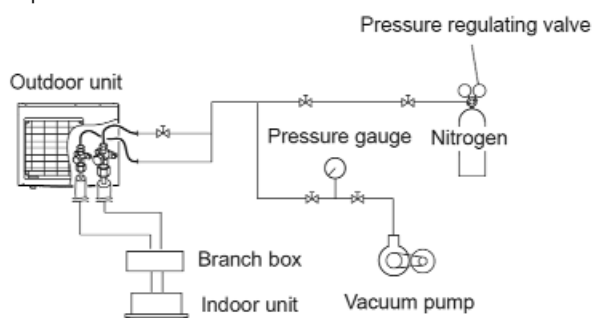 Pressure regulating valve
Outdoor unit
Pressure gauge
Nitrogen
Branch box
Indoor unit
Vacuum pump